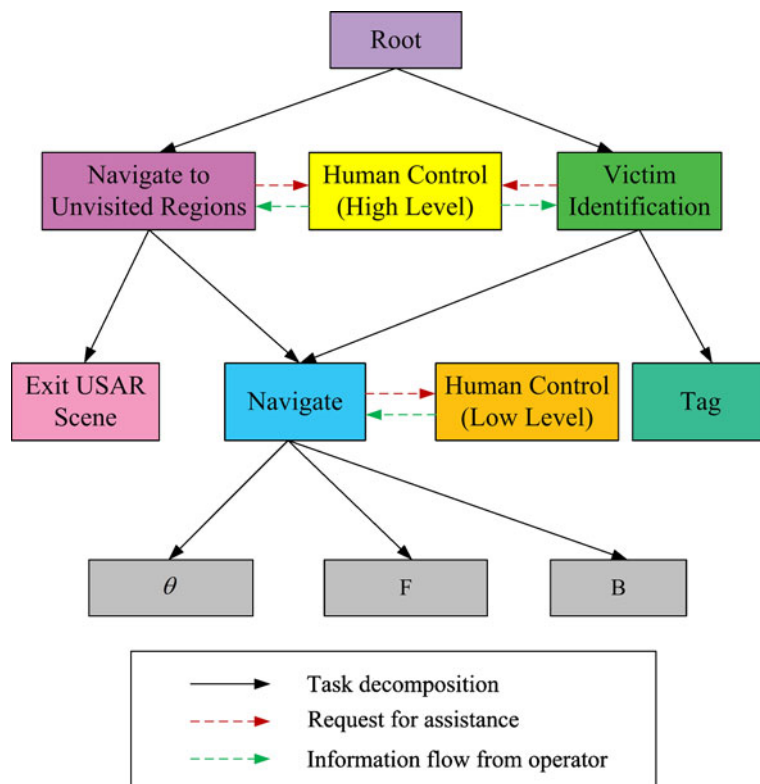 Root
Navigate to
Unvisited Regions
Human Control
(High Level)
Victim
Identification
Exit USAR
Scene
Navigate
Human Control
(Low Level)
Tag
θ
F
B
Task decomposition
Request for assistance
Information flow from operator